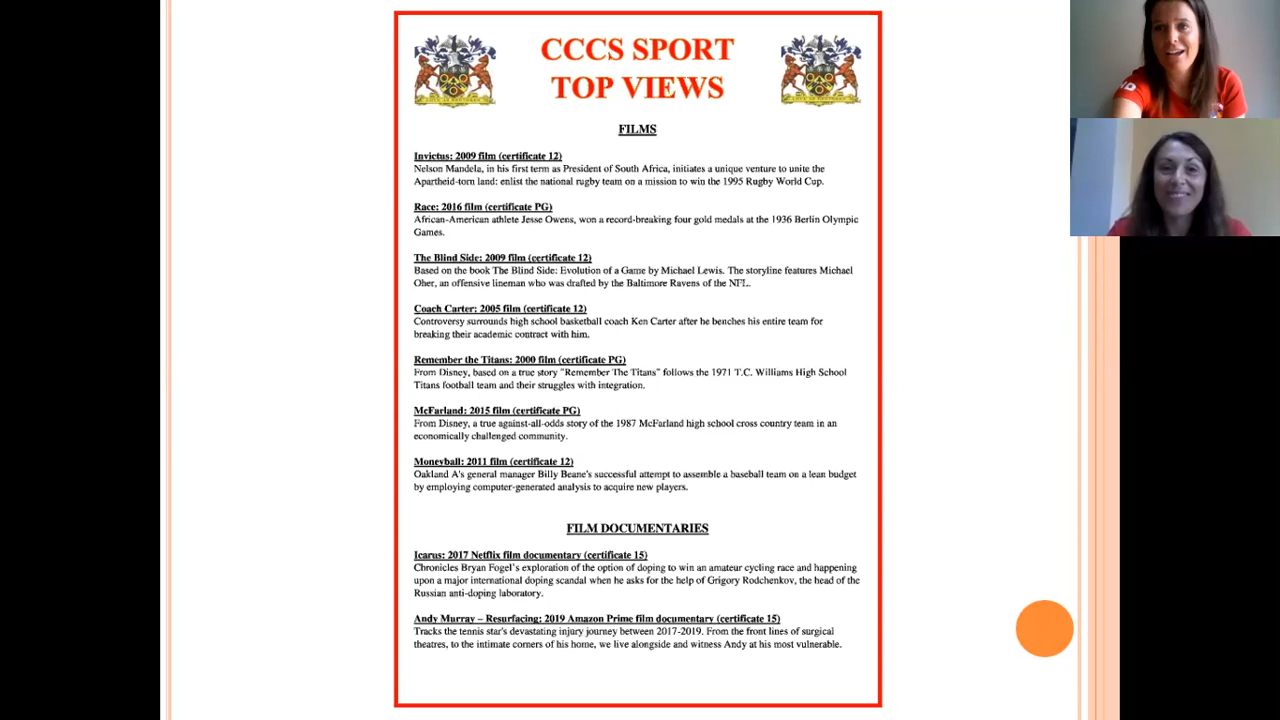 CCCS SPORT
TOP VIEWS
FILMS
Invictus: 2009 film (certificate 12)
Nelson Mandela, in his first term as President of South Africa, initiates a unique venture to unite the
Apartheid-torn land: enlist the national rugby team on a mission to win the 1995 Rugby World Cup.
Race: 2016 film (certificate PG)
African-American athlete Jesse Owens, won a record-breaking four gold medals at the 1936 Berlin Olympic
Games.
The Blind Side: 2009 film (certificate 12)
Based on the book The Blind Side: Evolution of a Game by Michael Lewis. The storyline features Michael
Oher, an offensive lineman who was drafted by the Baltimore Ravens of the NFL.
Coach Carter: 2005 film (certificate 12)
Controversy surrounds high school basketball coach Ken Carter after he benches his entire team for
breaking their academic contract with him.
Remember the Titans: 2000 film (certificate PG)
From Disney, based on a true story "Remember The Titans" follows the 1971 T.C. Williams High School
Titans football team and their struggles with integration.
McFarland: 2015 film (certificate PG)
From Disney, a true against-all-odds story of the 1987 McFarland high school cross country team in an
economically challenged community.
Moneyball: 2011 film (certificate 12)
Oakland A's general manager Billy Beane's successful attempt to assemble a baseball team on a lean budget
by employing computer-generated analysis to acquire new players.
FILM DOCUMENTARIES
Icarus: 2017 Netflix film documentary (certificate 15)
Chronicles Bryan Fogel's exploration of the option of doping to win an amateur cycling race and happening
upon a major international doping scandal when he asks for the help of Grigory Rodchenkov, the head of the
Russian anti-doping laboratory.
Andy Murray – Resurfacing: 2019 Amazon Prime film documentary (certificate 15)
Tracks the tennis star's devastating injury journey between 2017-2019. From the front lines of surgical
theatres, to the intimate corners of his home, we live alongside and witness Andy at his most vulnerable.